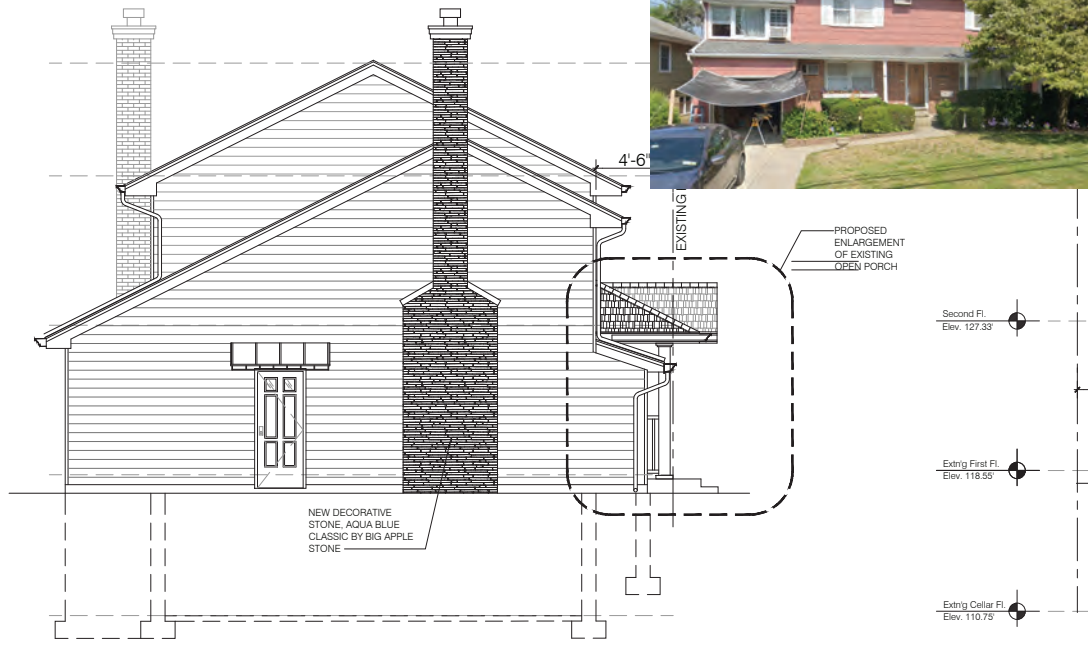 4'-6"
EXISTING
PROPOSED
ENLARGEMENT
OF EXISTING
OPEN PORCH
Second Fl.
Elev. 127.33'
Extn'g First Fl.
Elev. 118.55'
NEW DECORATIVE
STONE, AQUA BLUE
CLASSIC BY BIG APPLE
STONE
Extn'g Cellar Fl.
Elev. 110.75'